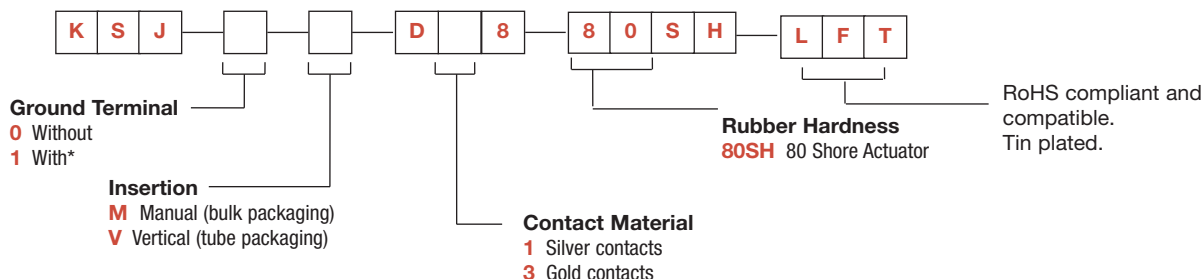 K S J D 8 8 0 S H L F T
Ground Terminal
0 Without
1 With*
Insertion
M Manual (bulk packaging)
V Vertical (tube packaging)
Contact Material
1 Silver contacts
3 Gold contacts
Rubber Hardness
80SH 80 Shore Actuator
RoHS compliant and
compatible.
Tin plated.